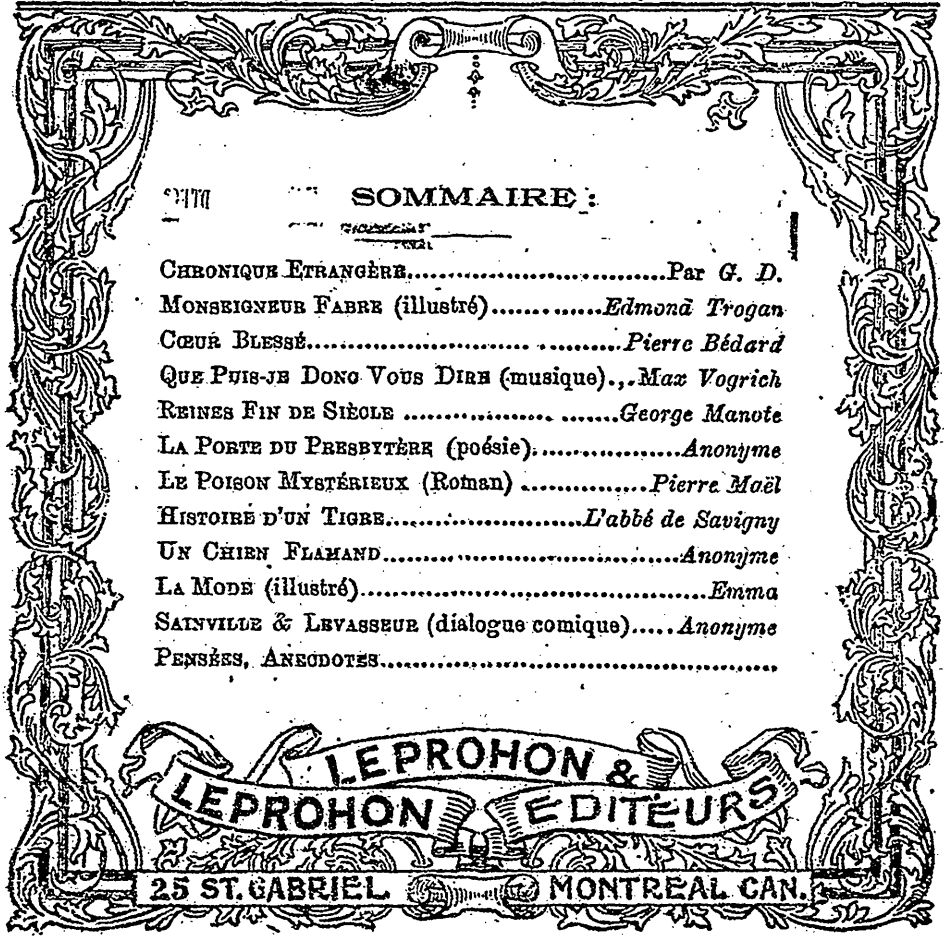 SOMMAIRE :
CHRONIQUE ETRANGÈRE..............................Par G. D.
MONSEIGNEUR FABRE (illustré)..............Edmond Trogan
CŒUR BLESSÉ..............................Pierre Bédard
QUE PUIS-JE DONC VOUS DIRE (musique)...Max Vogrich
REINES FIN DE SIÈCLE ......................George Manote
LA PORTE DU PRESBYTÈRE (poésie)................Anonyme
LE POISON MYSTÉRIEUX (Roman) ..............Pierre Maël
HISTOIRE D'UN TIGRE....................L'abbé de Savigny
UN CHIEN FLAMAND..............................Anonyme
LA MODE (illustré)...................................Emma
SAINVILLE & LEVASSEUR (dialogue comique).....Anonyme
PENSÉES, ANECDOTES........................................
LEPROHON &
LEPROHON EDITEURS
25 ST. GABRIEL MONTREAL CAN.